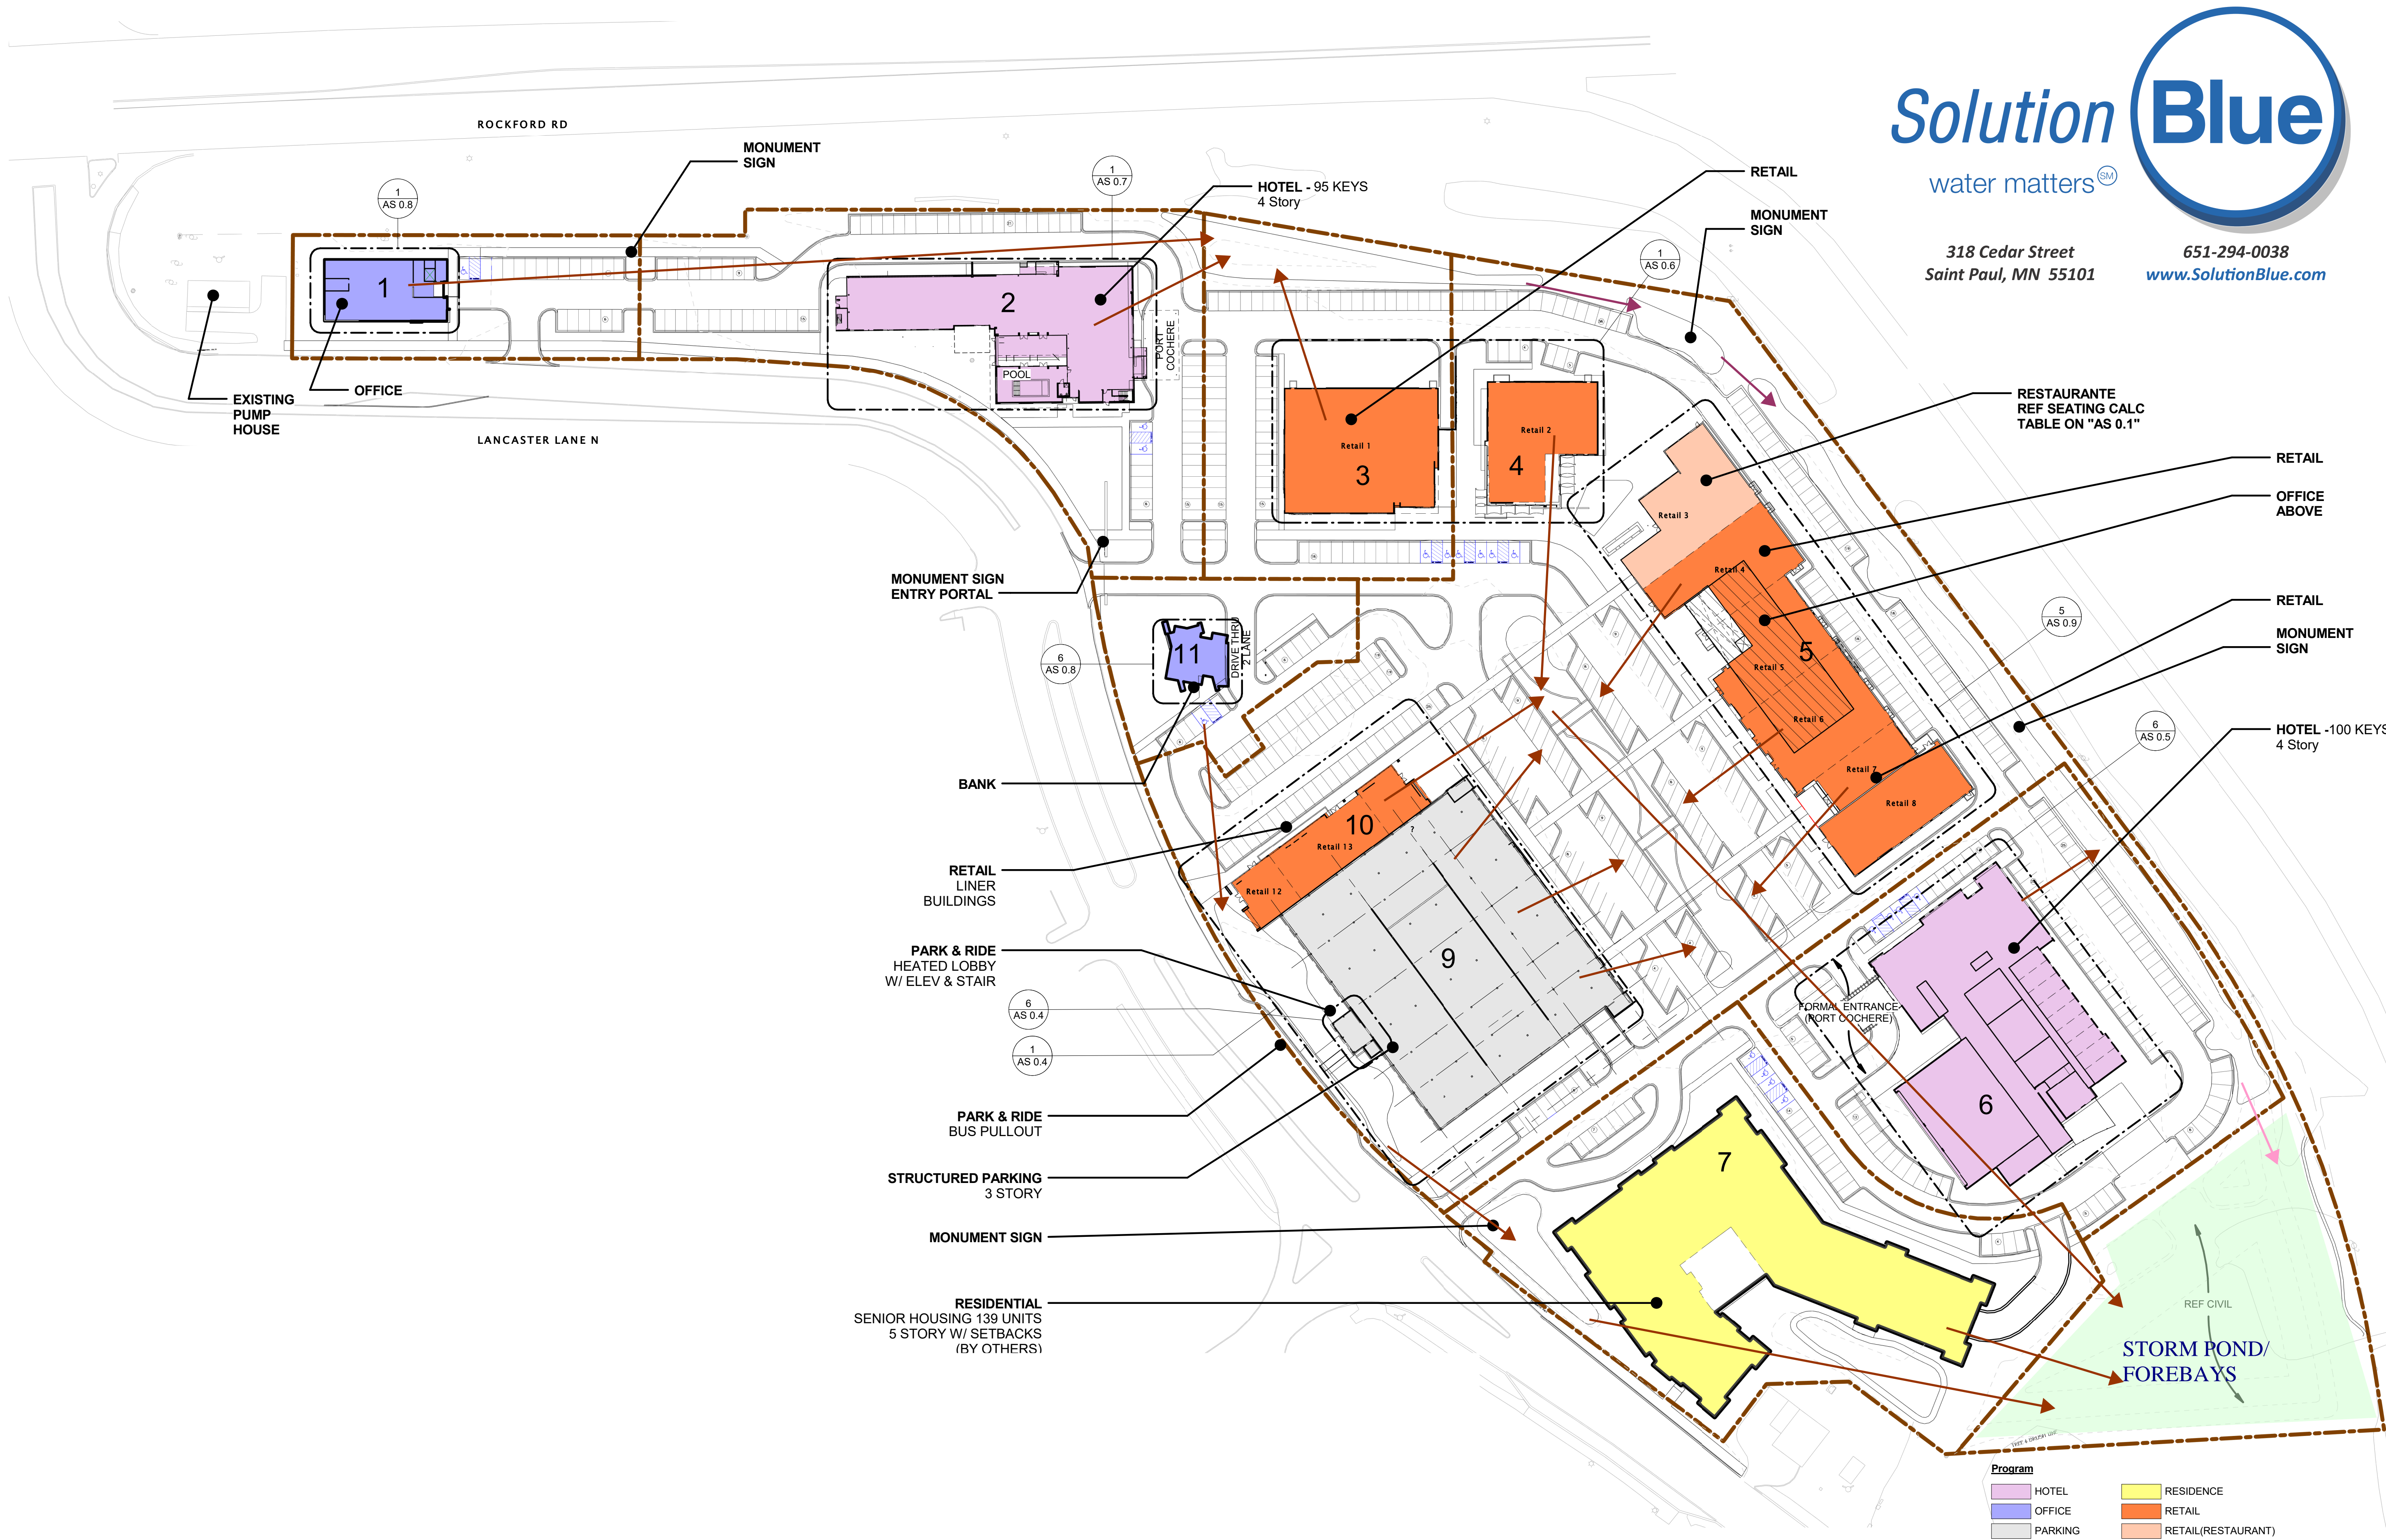 Solution Blue
water matters SM
318 Cedar Street
Saint Paul, MN 55101
651-294-0038
www.SolutionBlue.com
ROCKFORD RD
MONUMENT
SIGN
1
AS 0.8
1
AS 0.7
HOTEL - 95 KEYS
4 Story
RETAIL
MONUMENT
SIGN
1
AS 0.6
1
2
PORT
COCHERE
POOL
EXISTING
PUMP
HOUSE
OFFICE
LANCASTER LANE N
Retail 1
3
Retail 2
4
RESTAURANTE
REF SEATING CALC
TABLE ON "AS 0.1"
RETAIL
OFFICE
ABOVE
Retail 3
Retail 4
Retail 5
5
Retail 6
Retail 7
Retail 8
RETAIL
MONUMENT
SIGN
5
AS 0.9
6
AS 0.5
HOTEL -100 KEYS
4 Story
MONUMENT SIGN
ENTRY PORTAL
6
AS 0.8
11
DRIVE THRU
2 LANE
BANK
10
Retail 13
Retail 12
?
RETAIL
LINER
BUILDINGS
PARK & RIDE
HEATED LOBBY
W/ ELEV & STAIR
9
6
AS 0.4
1
AS 0.4
FORMAL ENTRANCE
(PORT COCHERE)
6
PARK & RIDE
BUS PULLOUT
STRUCTURED PARKING
3 STORY
7
MONUMENT SIGN
RESIDENTIAL
SENIOR HOUSING 139 UNITS
5 STORY W/ SETBACKS
(BY OTHERS)
REF CIVIL
STORM POND/
FOREBAYS
Program
HOTEL
RESIDENCE
OFFICE
RETAIL
PARKING
RETAIL(RESTAURANT)